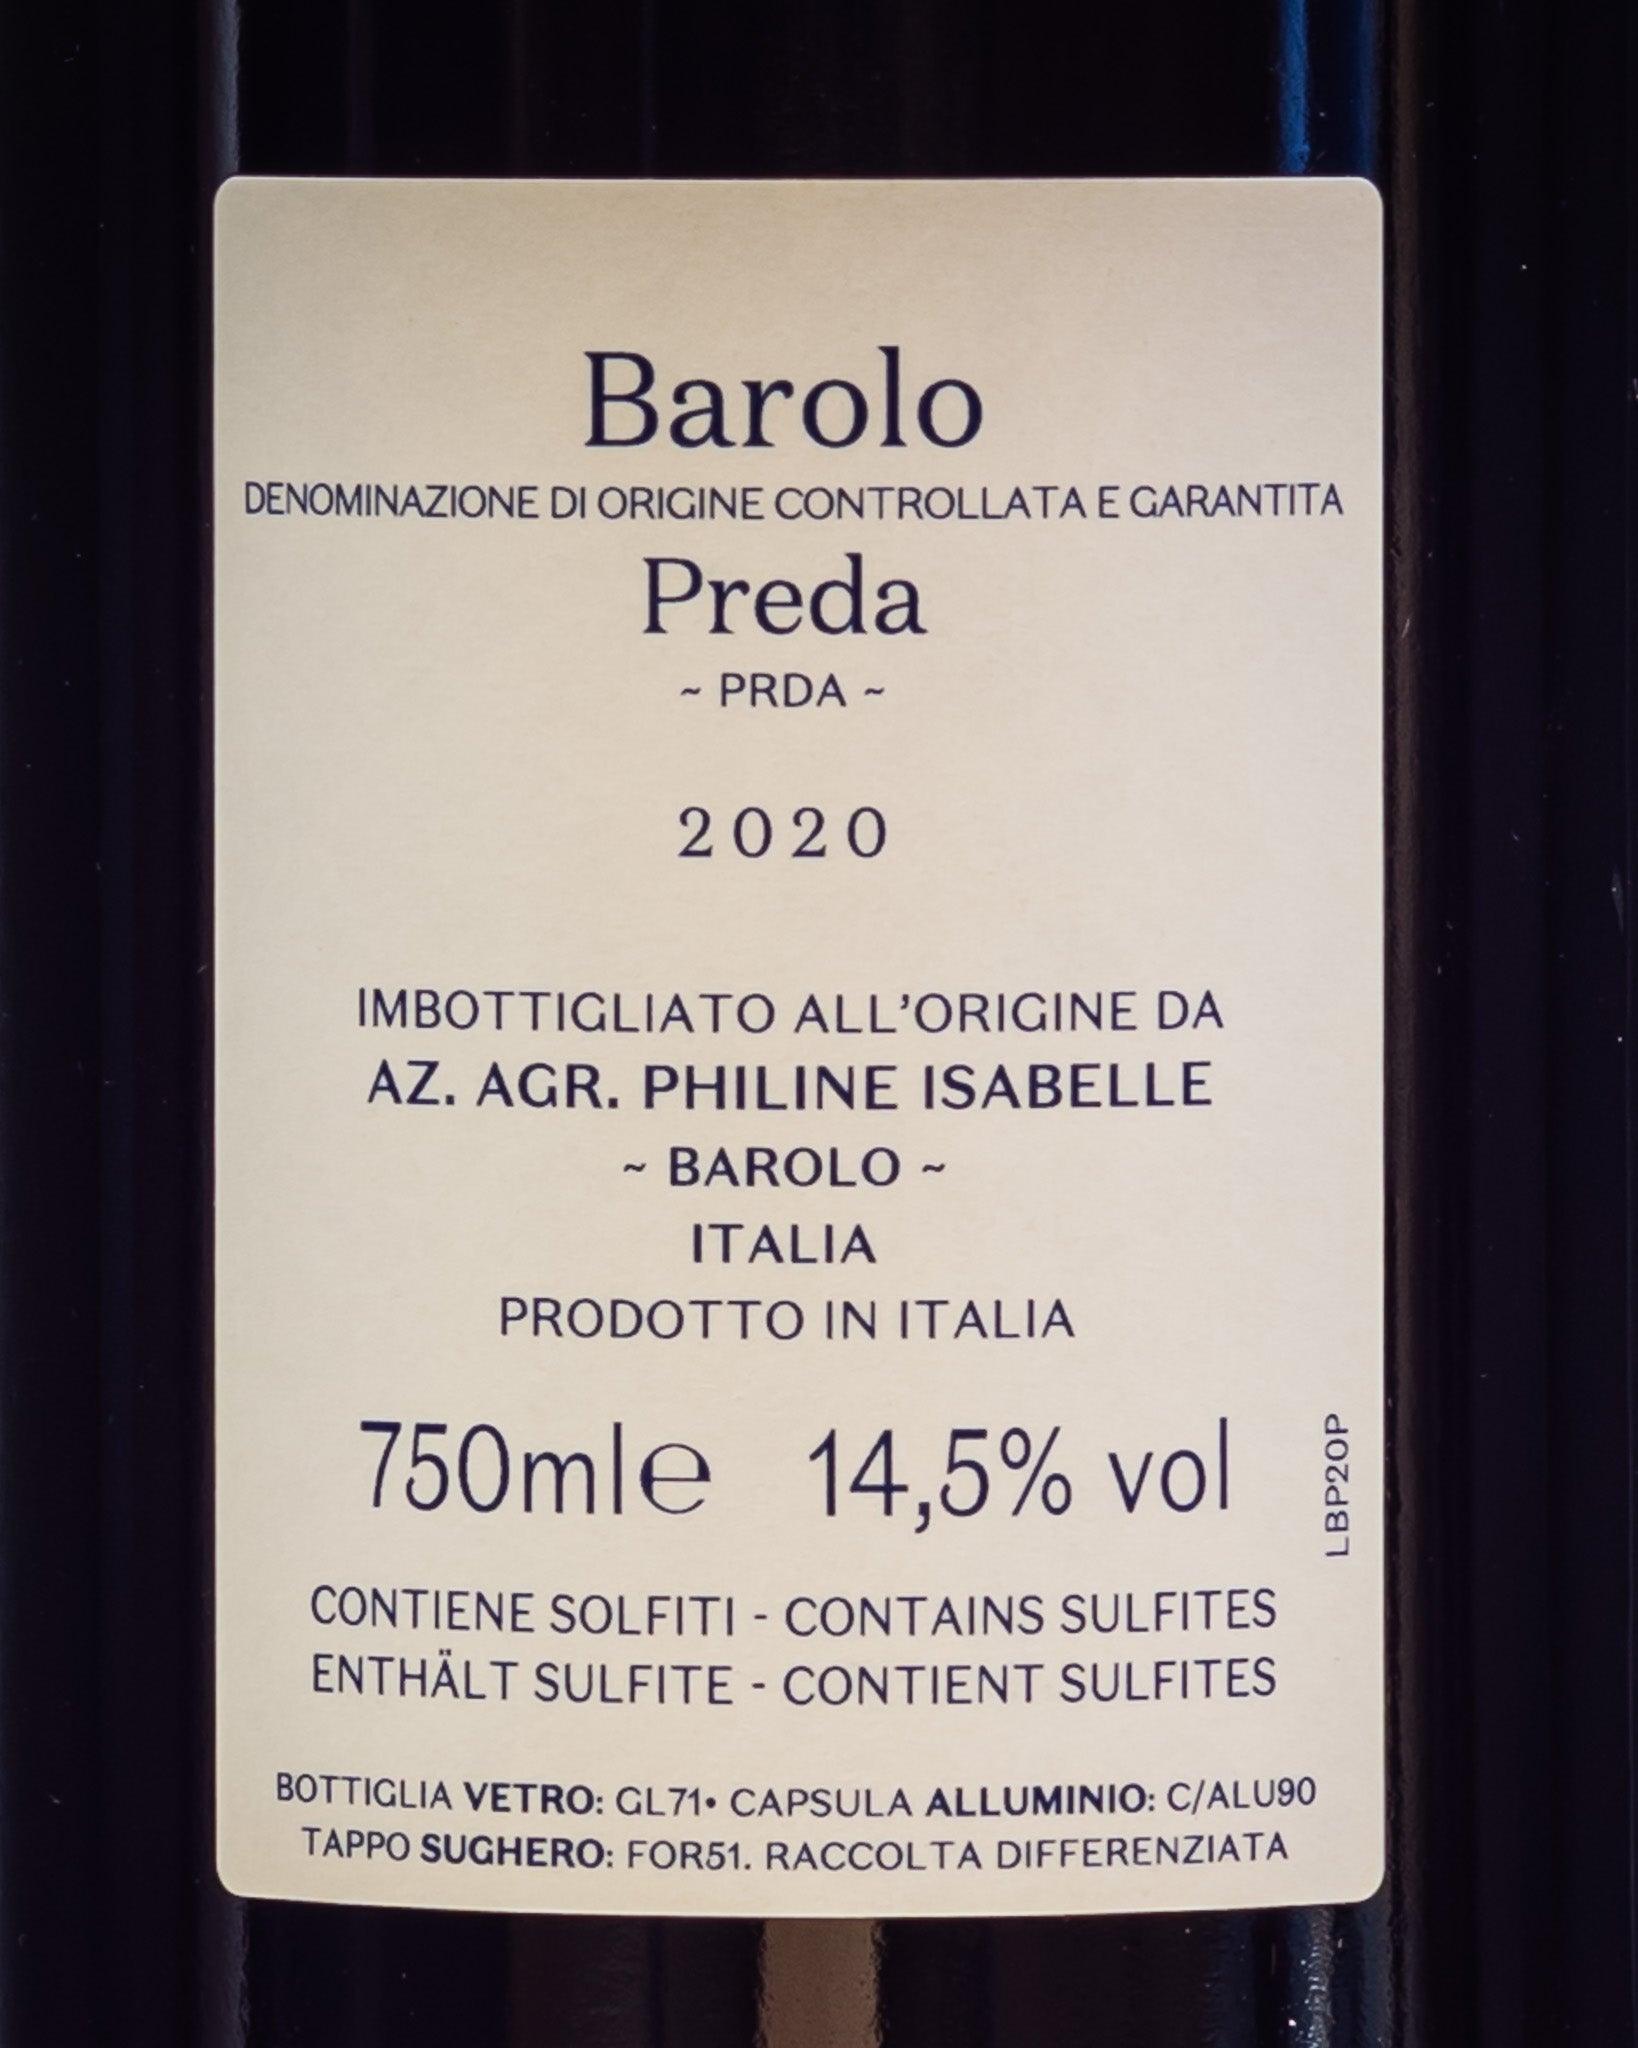 Barolo
DENOMINAZIONE DI ORIGINE CONTROLLATA E GARANTITA
Preda
~ PRDA ~
2020
IMBOTTIGLIATO ALL'ORIGINE DA
AZ. AGR. PHILINE ISABELLE
~ BAROLO ~
ITALIA
PRODOTTO IN ITALIA
750ml℮ 14,5% vol
LBP20P
CONTIENE SOLFITI - CONTAINS SULFITES
ENTHÄLT SULFITE - CONTIENT SULFITES
BOTTIGLIA VETRO: GL71• CAPSULA ALLUMINIO: C/ALU90
TAPPO SUGHERO: FOR51. RACCOLTA DIFFERENZIATA